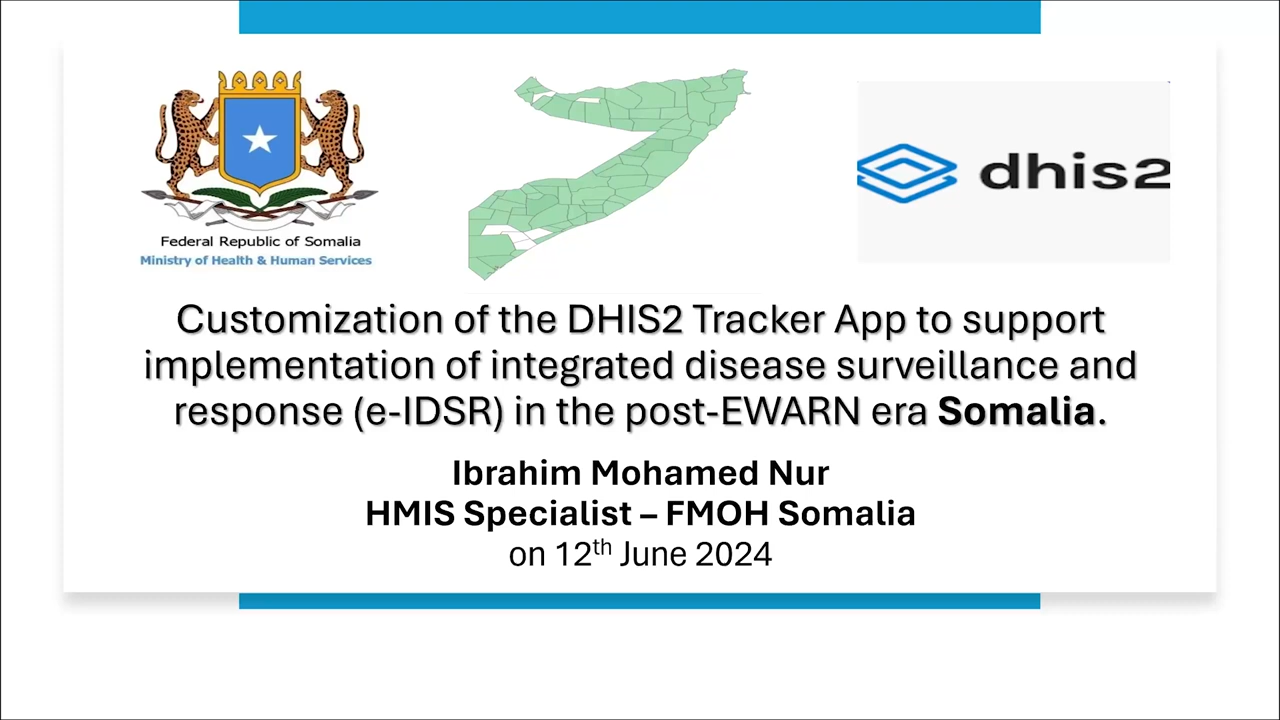 Federal Republic of Somalia
Ministry of Health & Human Services
dhis2
Customization of the DHIS2 Tracker App to support
implementation of integrated disease surveillance and
response (e-IDSR) in the post-EWARN era Somalia.
Ibrahim Mohamed Nur
HMIS Specialist – FMOH Somalia
on 12th June 2024